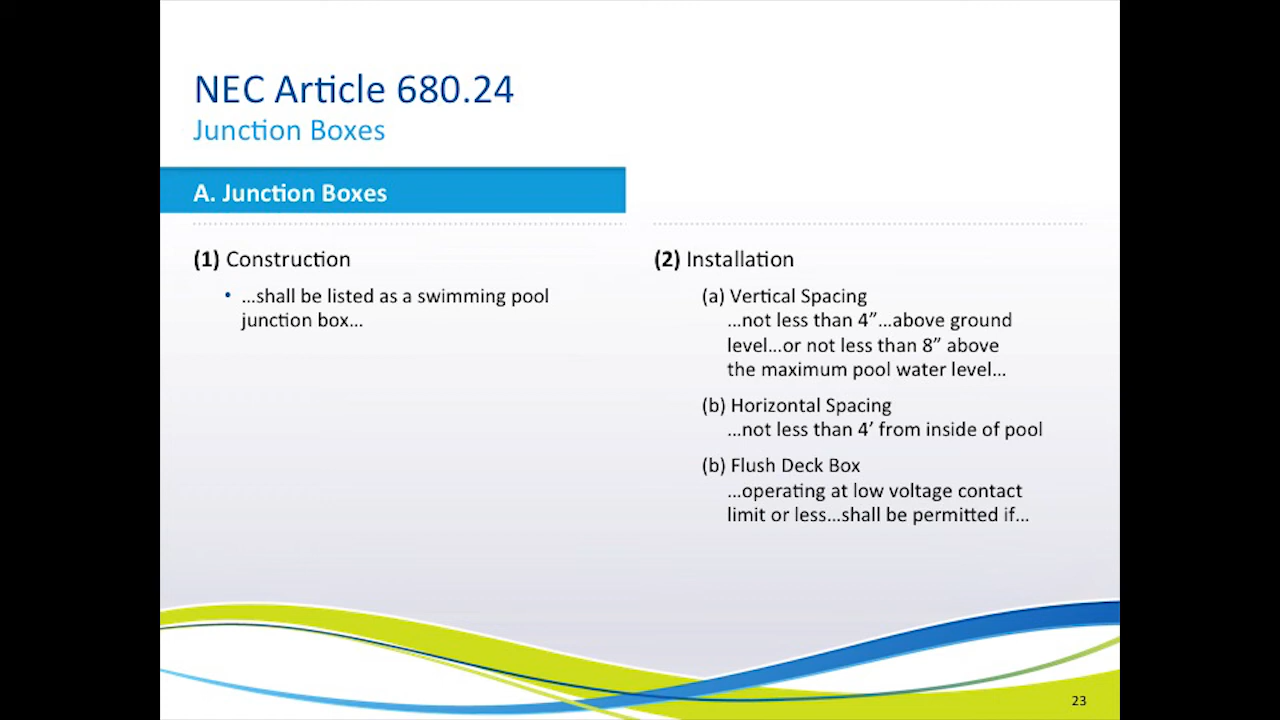 NEC Article 680.24
Junction Boxes
A. Junction Boxes
(1) Construction
• …shall be listed as a swimming pool
junction box…
(2) Installation
(a) Vertical Spacing
…not less than 4”…above ground
level…or not less than 8” above
the maximum pool water level…
(b) Horizontal Spacing
…not less than 4’ from inside of pool
(b) Flush Deck Box
…operating at low voltage contact
limit or less…shall be permitted if…
23